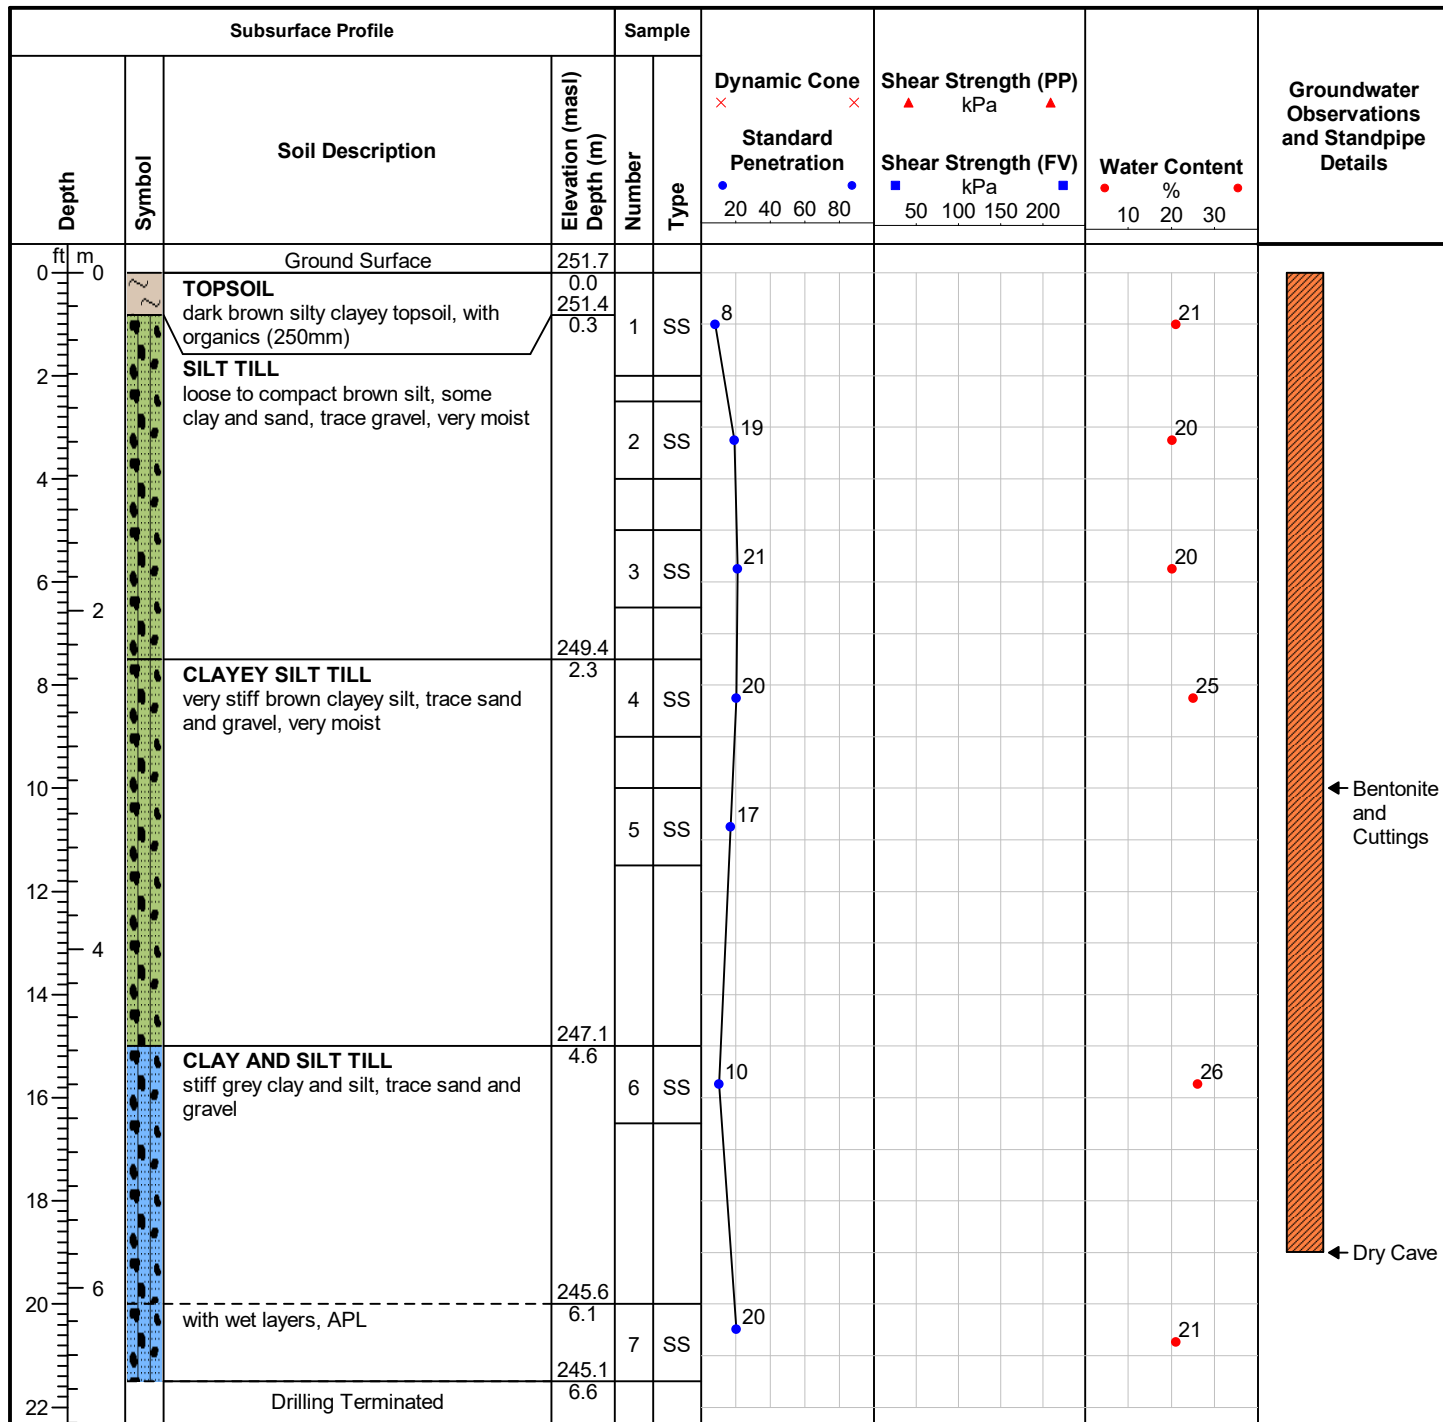 Subsurface Profile
Sample
Depth
Symbol
Soil Description
Elevation (masl)
Depth (m)
Number
Type
Dynamic Cone
Standard
Penetration
20 40 60 80
Shear Strength (PP)
kPa
Shear Strength (FV)
kPa
50 100 150 200
Water Content
%
10 20 30
Groundwater
Observations
and Standpipe
Details
ft m
Ground Surface 251.7
0 0
TOPSOIL 0.0
dark brown silty clayey topsoil, with 251.4
organics (250mm) 0.3
1 SS 8 21
SILT TILL
2
loose to compact brown silt, some
clay and sand, trace gravel, very moist
2 SS 19 20
4
3 SS 21 20
6
2
249.4
CLAYEY SILT TILL 2.3
8
very stiff brown clayey silt, trace sand
and gravel, very moist
4 SS 20 25
10
Bentonite
and
Cuttings
5 SS 17
12
4
14
247.1
CLAY AND SILT TILL 4.6
stiff grey clay and silt, trace sand and
gravel
6 SS 10 26
16
18
Dry Cave
6
245.6
20
with wet layers, APL 6.1
7 SS 20 21
245.1
Drilling Terminated 6.6
22